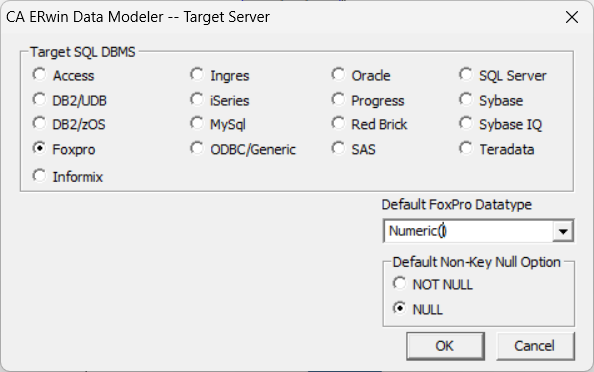 CA ERwin Data Modeler -- Target Server
Target SQL DBMS
Access Ingres Oracle SQL Server
DB2/UDB iSeries Progress Sybase
DB2/zOS MySql Red Brick Sybase IQ
Foxpro ODBC/Generic SAS Teradata
Informix
Default FoxPro Datatype
Numeric()
Default Non-Key Null Option
NOT NULL
NULL
OK Cancel